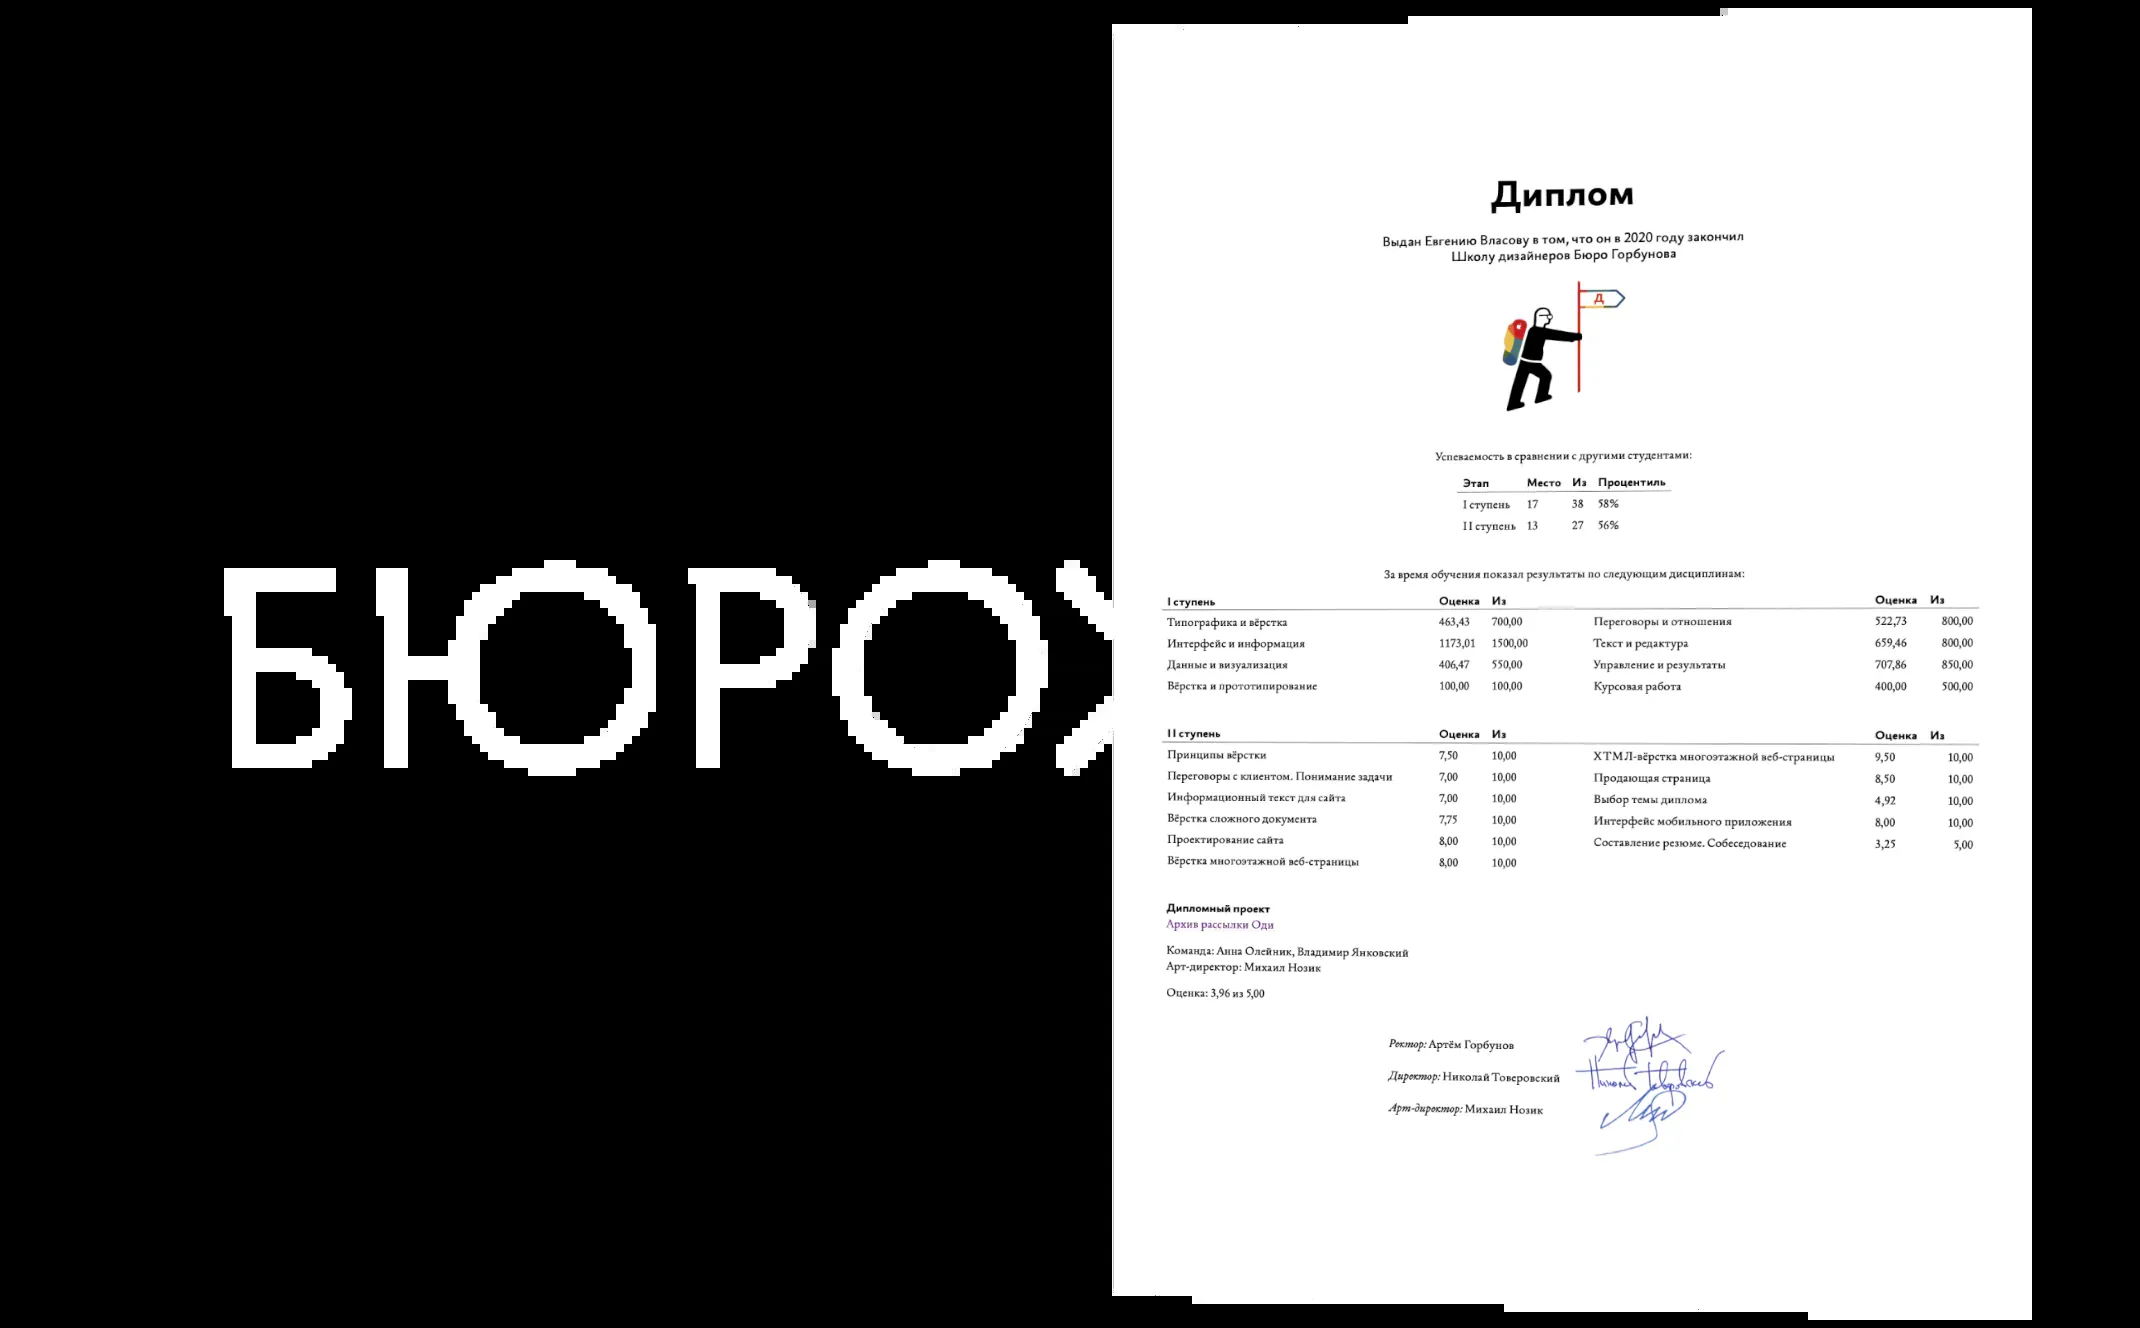 БЮРО
Диплом
Выдан Евгению Власову в том, что он в 2020 году закончил
Школу дизайнеров Бюро Горбунова
Д
Успеваемость в сравнении с другими студентами:
Этап Место Из Процентиль
I ступень 17 38 58%
II ступень 13 27 56%
За время обучения показал результаты по следующим дисциплинам:
I ступень Оценка Из Оценка Из
Типографика и вёрстка 463,43 700,00 Переговоры и отношения 522,73 800,00
Интерфейс и информация 1173,01 1500,00 Текст и редактура 659,46 800,00
Данные и визуализация 406,47 550,00 Управление и результаты 707,86 850,00
Вёрстка и прототипирование 100,00 100,00 Курсовая работа 400,00 500,00
II ступень Оценка Из Оценка Из
Принципы вёрстки 7,50 10,00 ХТМЛ-вёрстка многоэтажной веб-страницы 9,50 10,00
Переговоры с клиентом. Понимание задачи 7,00 10,00 Продающая страница 8,50 10,00
Информационный текст для сайта 7,00 10,00 Выбор темы диплома 4,92 10,00
Вёрстка сложного документа 7,75 10,00 Интерфейс мобильного приложения 8,00 10,00
Проектирование сайта 8,00 10,00 Составление резюме. Собеседование 3,25 5,00
Вёрстка многоэтажной веб-страницы 8,00 10,00
Дипломный проект
Архив рассылки Оди
Команда: Анна Олейник, Владимир Янковский
Арт-директор: Михаил Нозик
Оценка: 3,96 из 5,00
Ректор: Артём Горбунов
Директор: Николай Товеровский
Арт-директор: Михаил Нозик